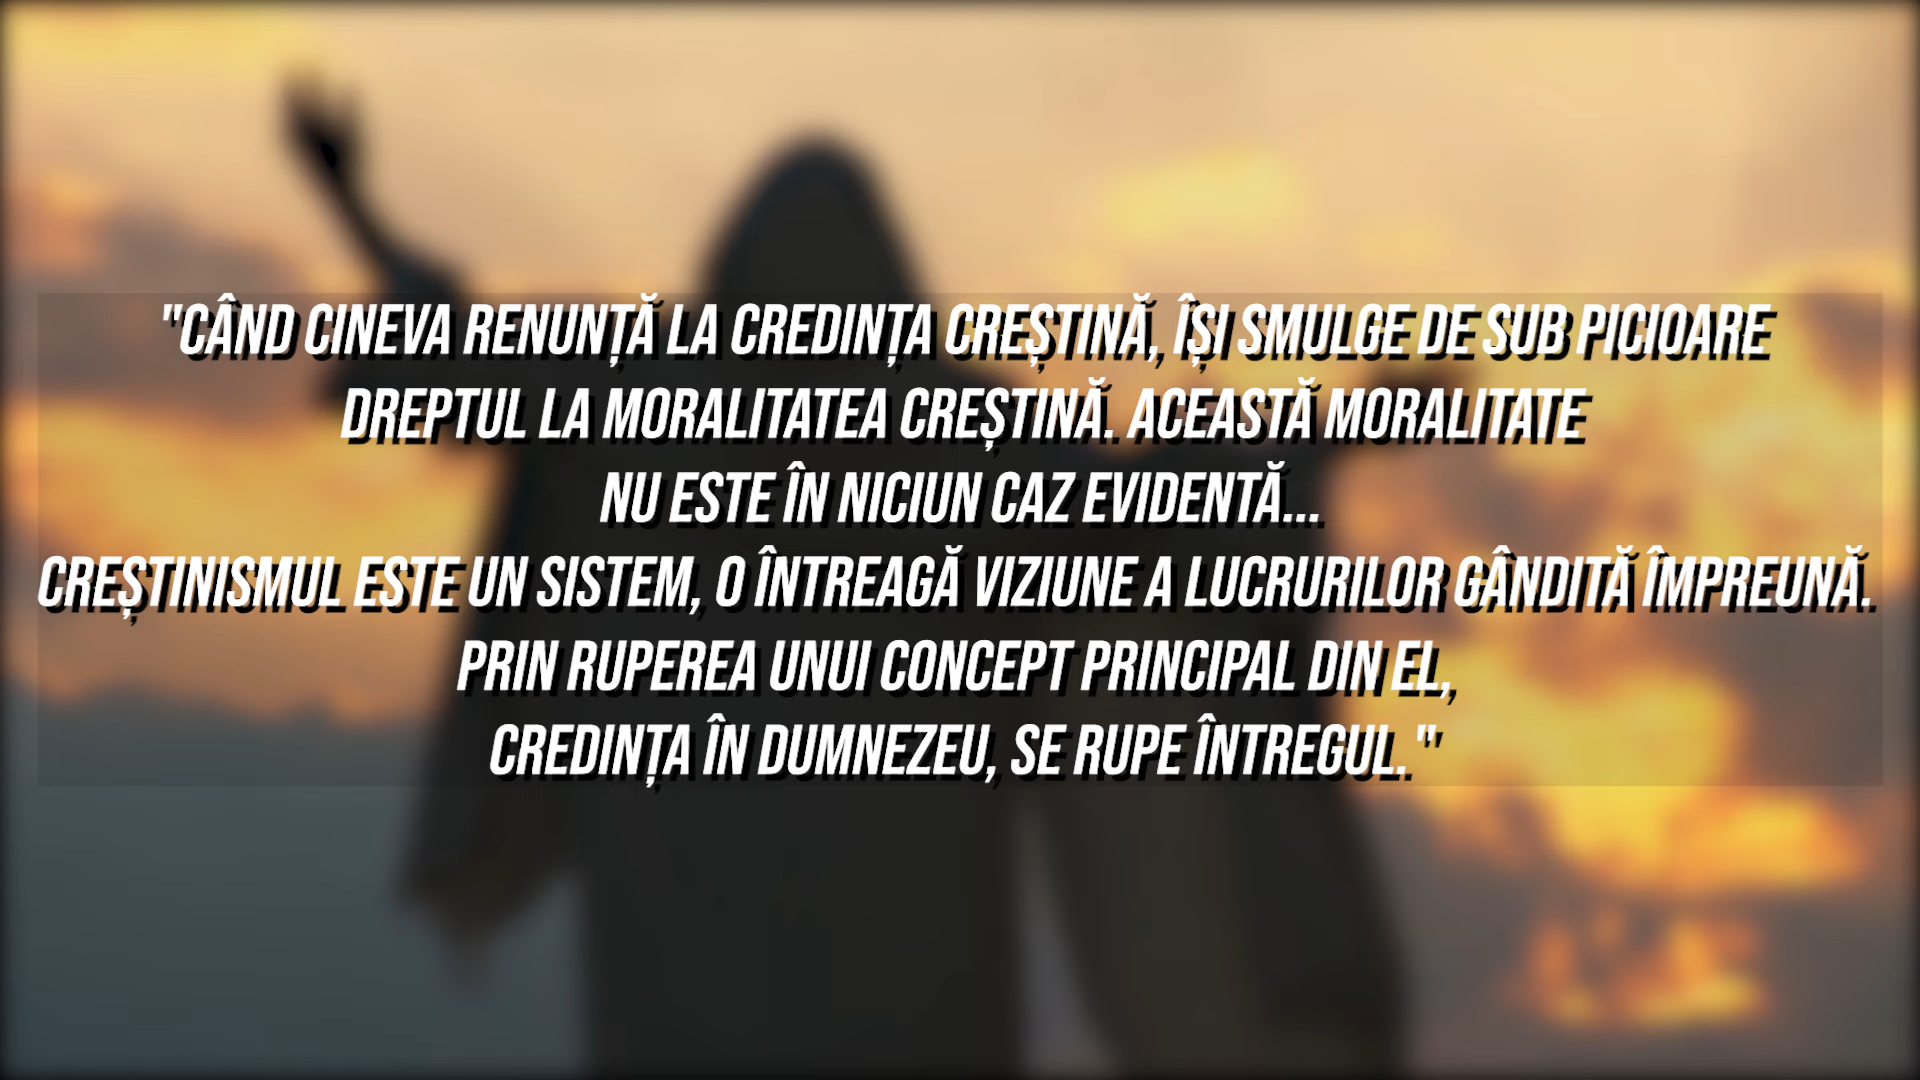 "CÂND CINEVA RENUNȚĂ LA CREDINȚA CREȘTINĂ, ÎȘI SMULGE DE SUB PICIOARE
DREPTUL LA MORALITATEA CREȘTINĂ. ACEASTĂ MORALITATE
NU ESTE ÎN NICIUN CAZ EVIDENTĂ...
CREȘTINISMUL ESTE UN SISTEM, O ÎNTREAGĂ VIZIUNE A LUCRURILOR GÂNDITĂ ÎMPREUNĂ.
PRIN RUPEREA UNUI CONCEPT PRINCIPAL DIN EL,
CREDINȚA ÎN DUMNEZEU, SE RUPE ÎNTREGUL."